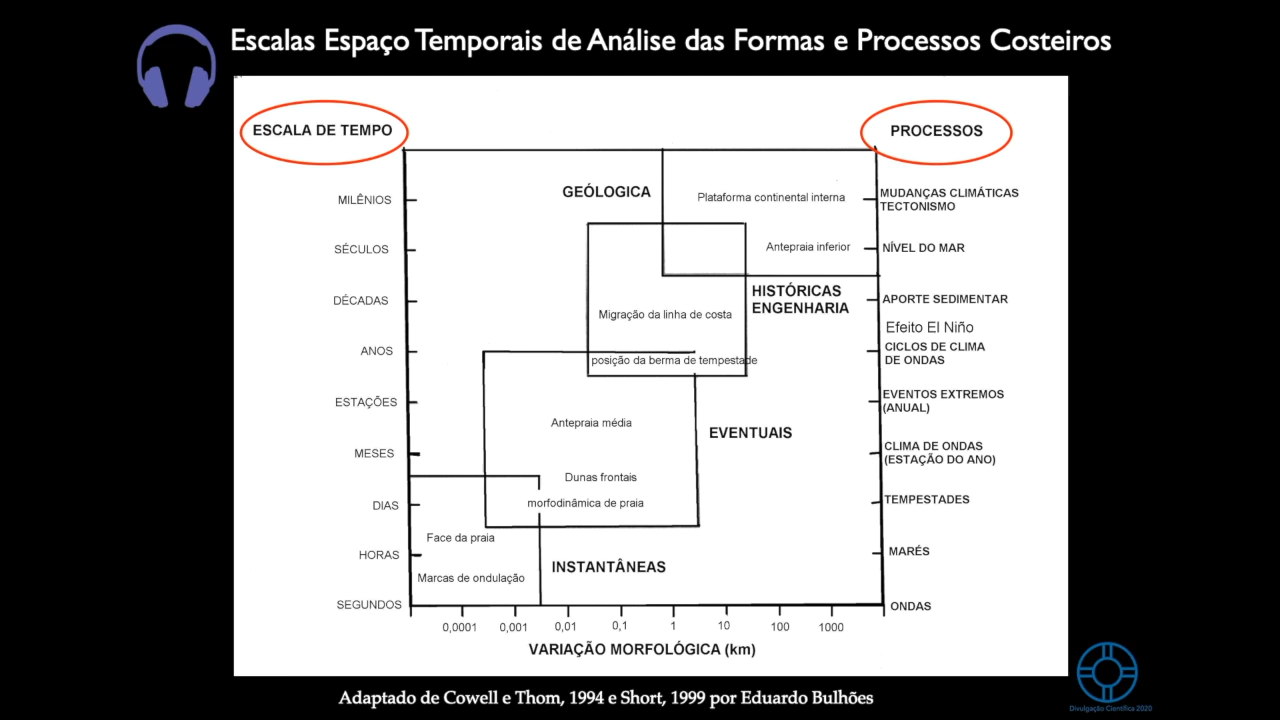 Escalas Espaço Temporais de Análise das Formas e Processos Costeiros
ESCALA DE TEMPO
PROCESSOS
GEÓLOGICA
Plataforma continental interna
MILÊNIOS
MUDANÇAS CLIMÁTICAS
TECTONISMO
SÉCULOS
Antepraia inferior
NÍVEL DO MAR
HISTÓRICAS
ENGENHARIA
DÉCADAS
Migração da linha de costa
APORTE SEDIMENTAR
Efeito El Niño
ANOS
posição da berma de tempestade
CICLOS DE CLIMA
DE ONDAS
ESTAÇÕES
EVENTOS EXTREMOS
(ANUAL)
Antepraia média
EVENTUAIS
MESES
CLIMA DE ONDAS
(ESTAÇÃO DO ANO)
Dunas frontais
DIAS
morfodinâmica de praia
TEMPESTADES
Face da praia
HORAS
MARÉS
INSTANTÂNEAS
Marcas de ondulação
SEGUNDOS
ONDAS
0,0001 0,001 0,01 0,1 1 10 100 1000
VARIAÇÃO MORFOLÓGICA (km)
Adaptado de Cowell e Thom, 1994 e Short, 1999 por Eduardo Bulhões
Divulgação Científica 2020